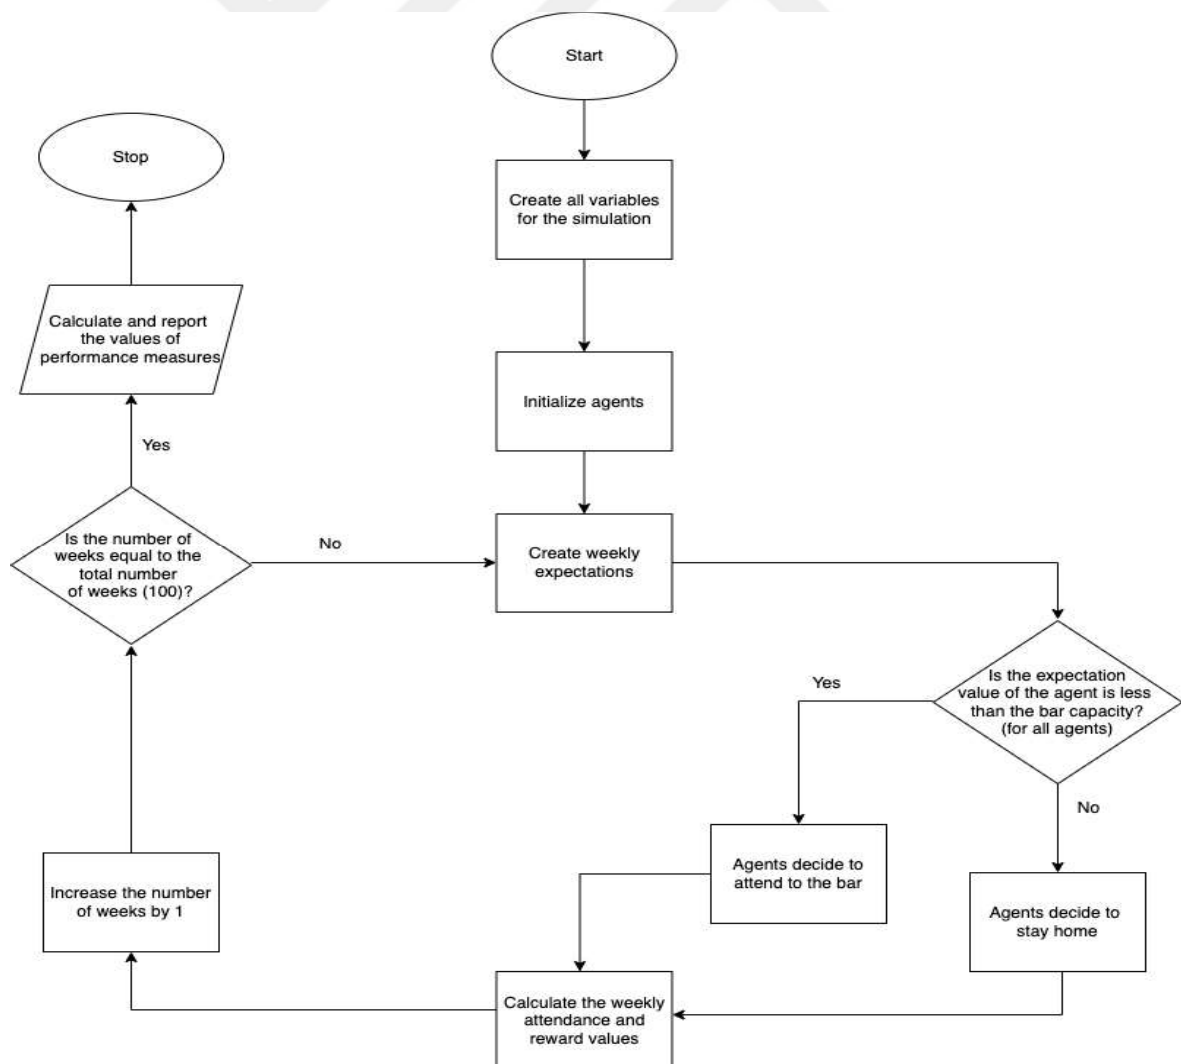 Start
Create all variables
for the simulation
Initialize agents
Create weekly
expectations
Is the expectation
value of the agent is less
than the bar capacity?
(for all agents)
Yes
No
Agents decide to
attend to the bar
Agents decide to
stay home
Calculate the weekly
attendance and
reward values
Increase the number
of weeks by 1
Is the number of
weeks equal to the
total number
of weeks (100)?
No
Yes
Calculate and report
the values of
performance measures
Stop